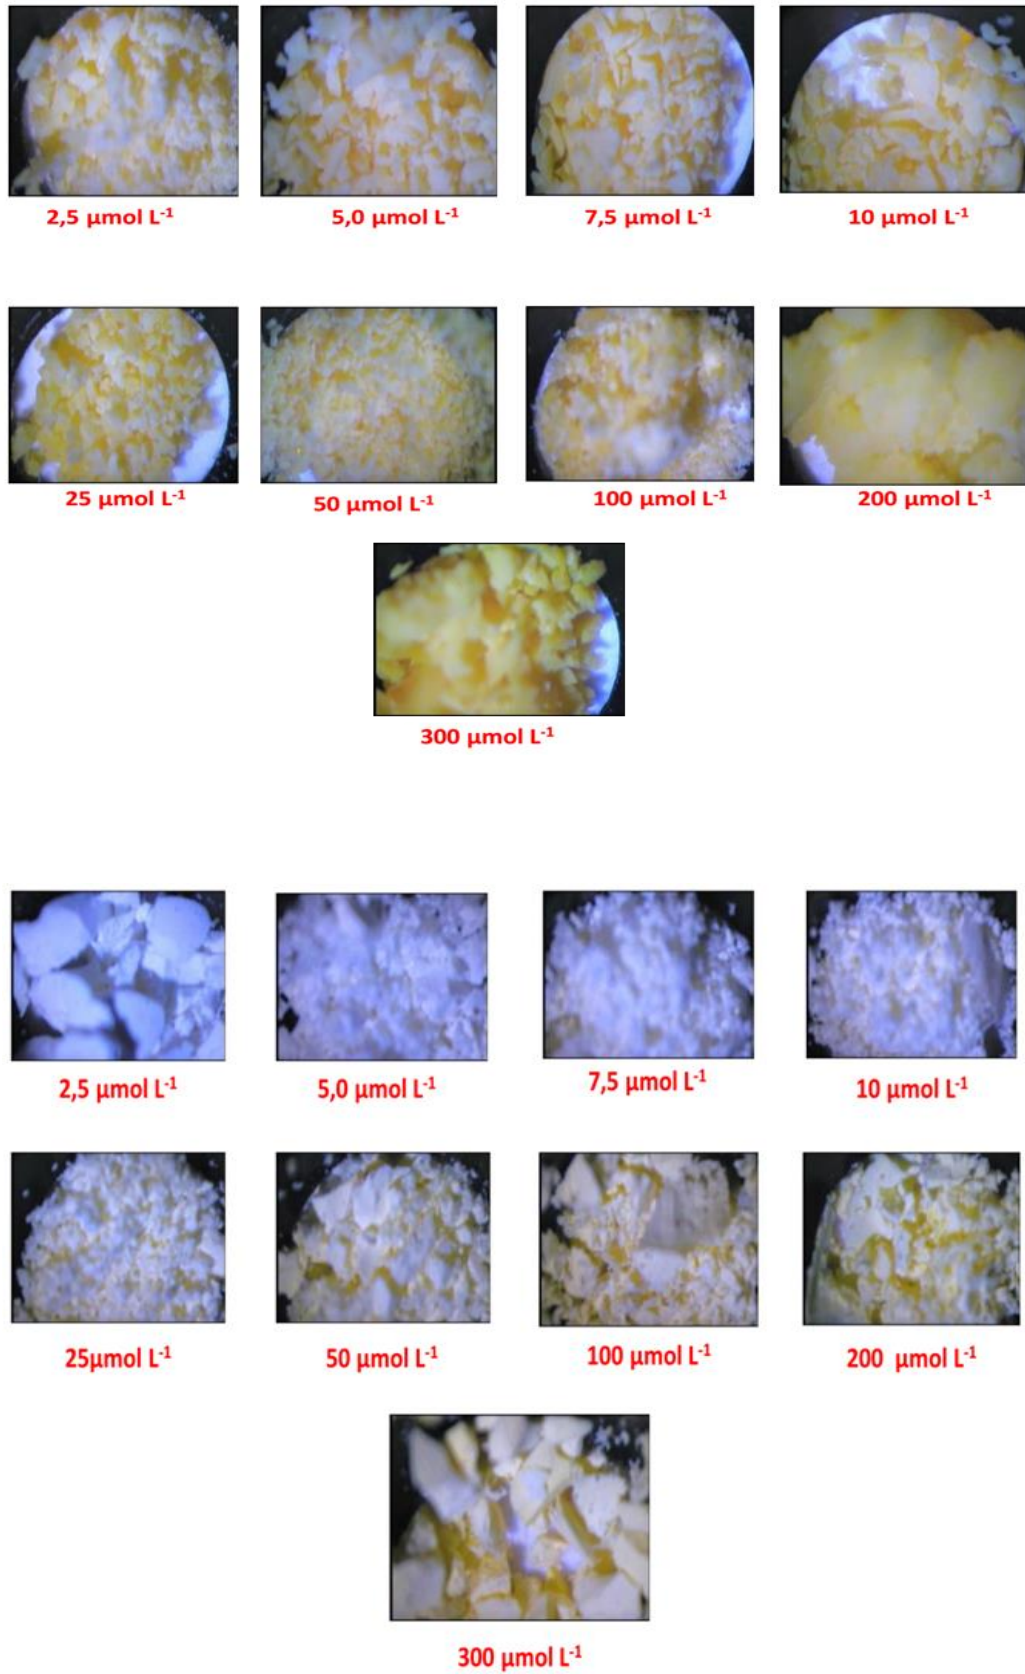 2,5 µmol L⁻¹
5,0 µmol L⁻¹
7,5 µmol L⁻¹
10 µmol L⁻¹
25 µmol L⁻¹
50 µmol L⁻¹
100 µmol L⁻¹
200 µmol L⁻¹
300 µmol L⁻¹
2,5 µmol L⁻¹
5,0 µmol L⁻¹
7,5 µmol L⁻¹
10 µmol L⁻¹
25µmol L⁻¹
50 µmol L⁻¹
100 µmol L⁻¹
200 µmol L⁻¹
300 µmol L⁻¹